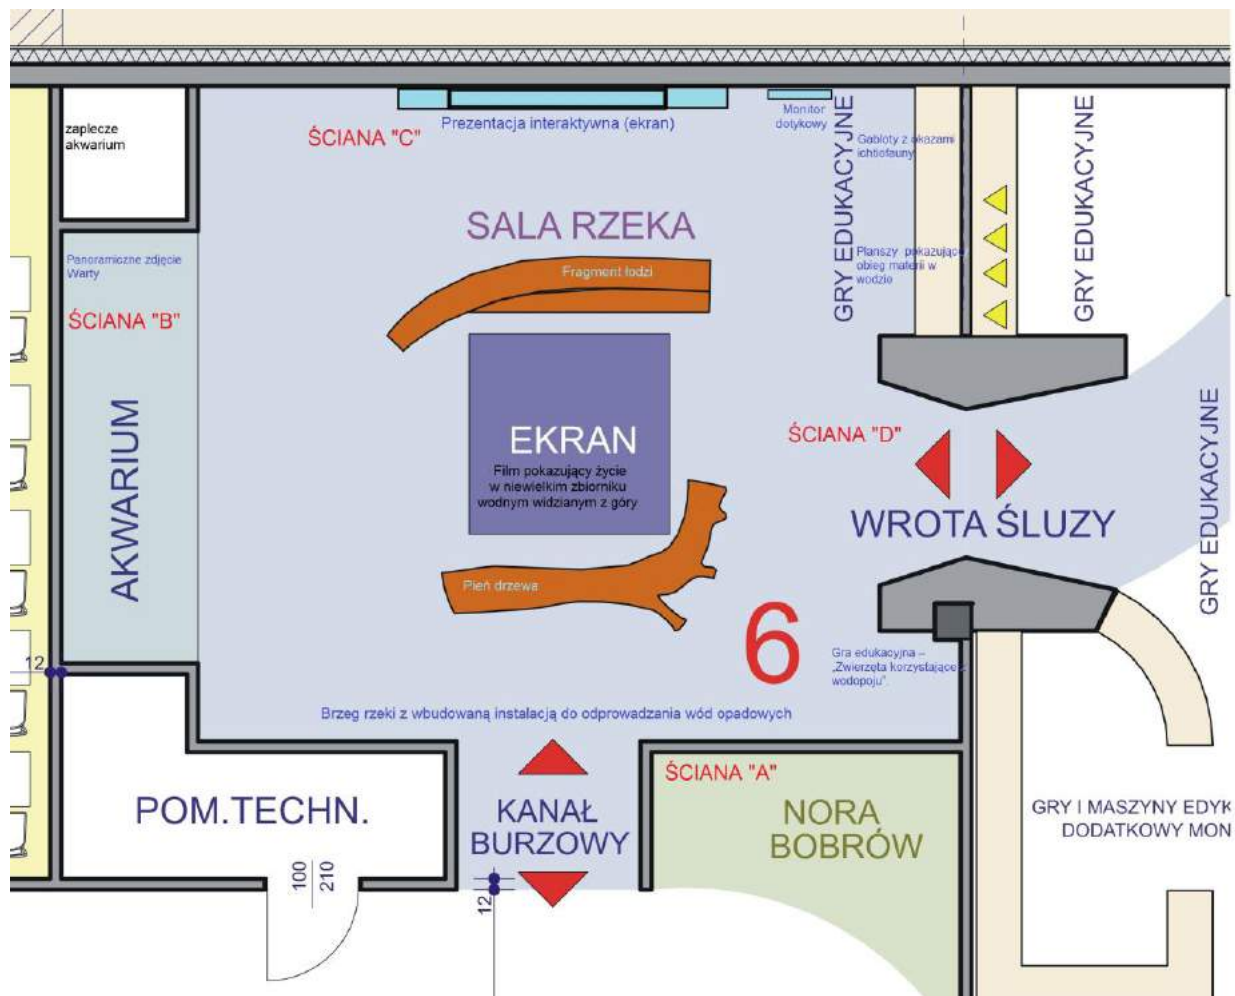 zaplecze
akwarium
ŚCIANA "C"
Prezentacja interaktywna (ekran)
Monitor
dotykowy
GRY EDUKACYJNE
Gabloty z okazami
ichtiofauny
GRY EDUKACYJNE
SALA RZEKA
Panoramiczne zdjęcie
Warty
Fragment łodzi
Planszy pokazujący
obieg materii w
wodzie
ŚCIANA "B"
AKWARIUM
EKRAN
Film pokazujący życie
w niewielkim zbiorniku
wodnym widzianym z góry
ŚCIANA "D"
WROTA ŚLUZY
GRY EDUKACYJNE
Pień drzewa
6
Gra edukacyjna –
„Zwierzęta korzystające z
wodopoju”.
12
Brzeg rzeki z wbudowaną instalacją do odprowadzania wód opadowych
ŚCIANA "A"
POM.TECHN.
KANAŁ
BURZOWY
NORA
BOBRÓW
GRY I MASZYNY EDYK
DODATKOWY MON
100
210
12